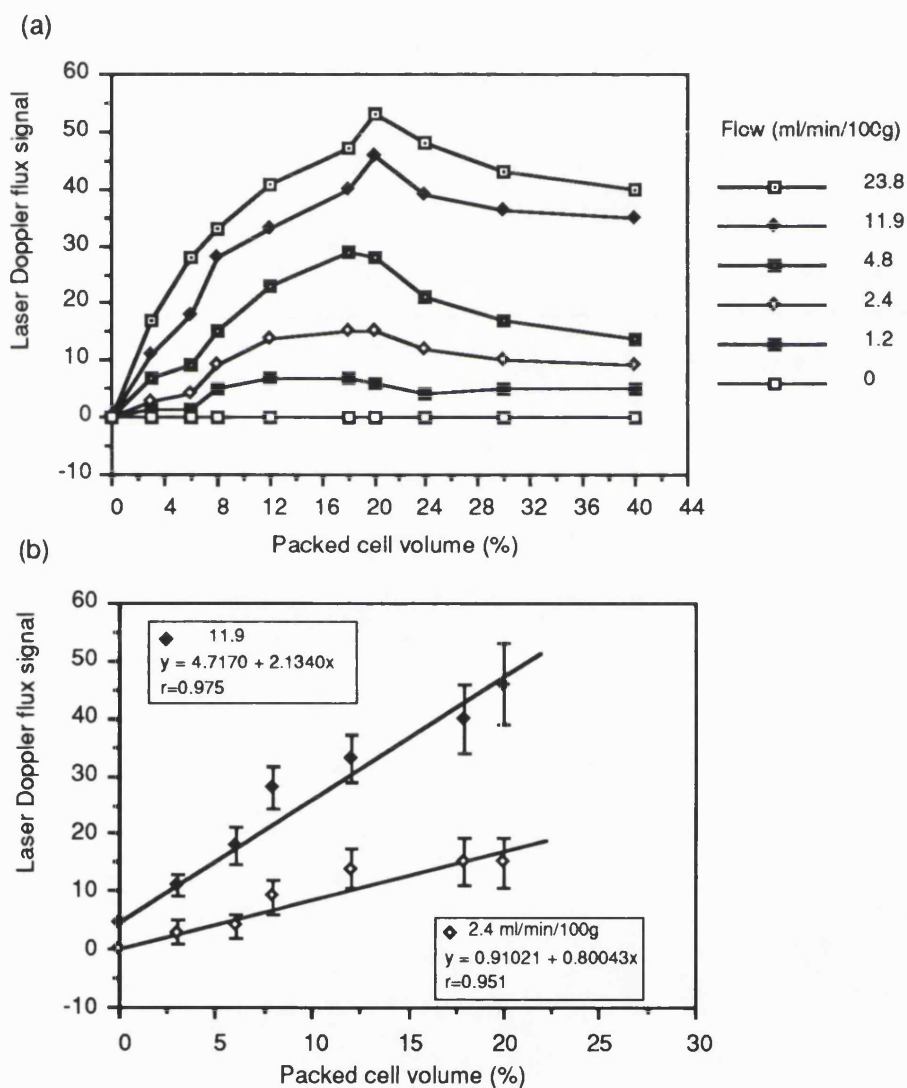 (a)
60
50
40
30
20
10
0
-10
Laser Doppler flux signal
0 4 8 12 16 20 24 28 32 36 40 44
Packed cell volume (%)
Flow (ml/min/100g)
23.8
11.9
4.8
2.4
1.2
0
(b)
60
50
40
30
20
10
0
-10
Laser Doppler flux signal
11.9
y = 4.7170 + 2.1340x
r=0.975
2.4 ml/min/100g
y = 0.91021 + 0.80043x
r=0.951
0 5 10 15 20 25 30
Packed cell volume (%)